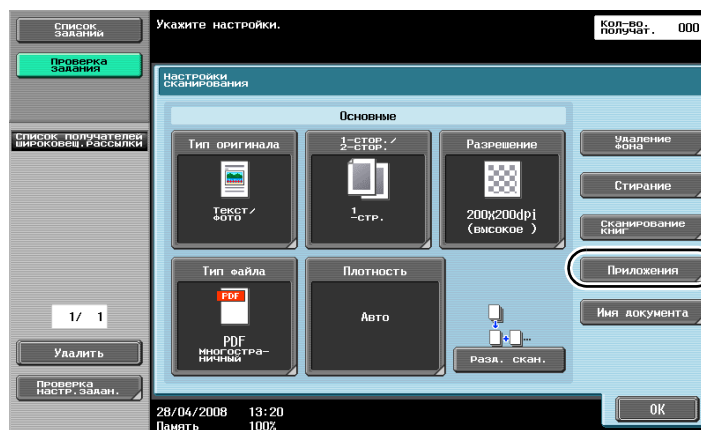 Список
заданий
Укажите настройки.
Кол-во.
получат.
000
Проверка
задания
Настройки
сканирования
Список получателей
широковещ.рассылки
Основные
Тип оригинала
Текст/
Фото
1-стор./
2-стор.
1
-стр.
Разрешение
200X200dpi
(высокое )
Удаление
фона
Стирание
Сканирование
книг
Тип файла
PDF
PDF
многостра-
ничный
Плотность
Авто
Разд. скан.
Приложения
Имя документа
1/ 1
Удалить
Проверка
настр.задан.
28/04/2008 13:20
Память 100%
OK